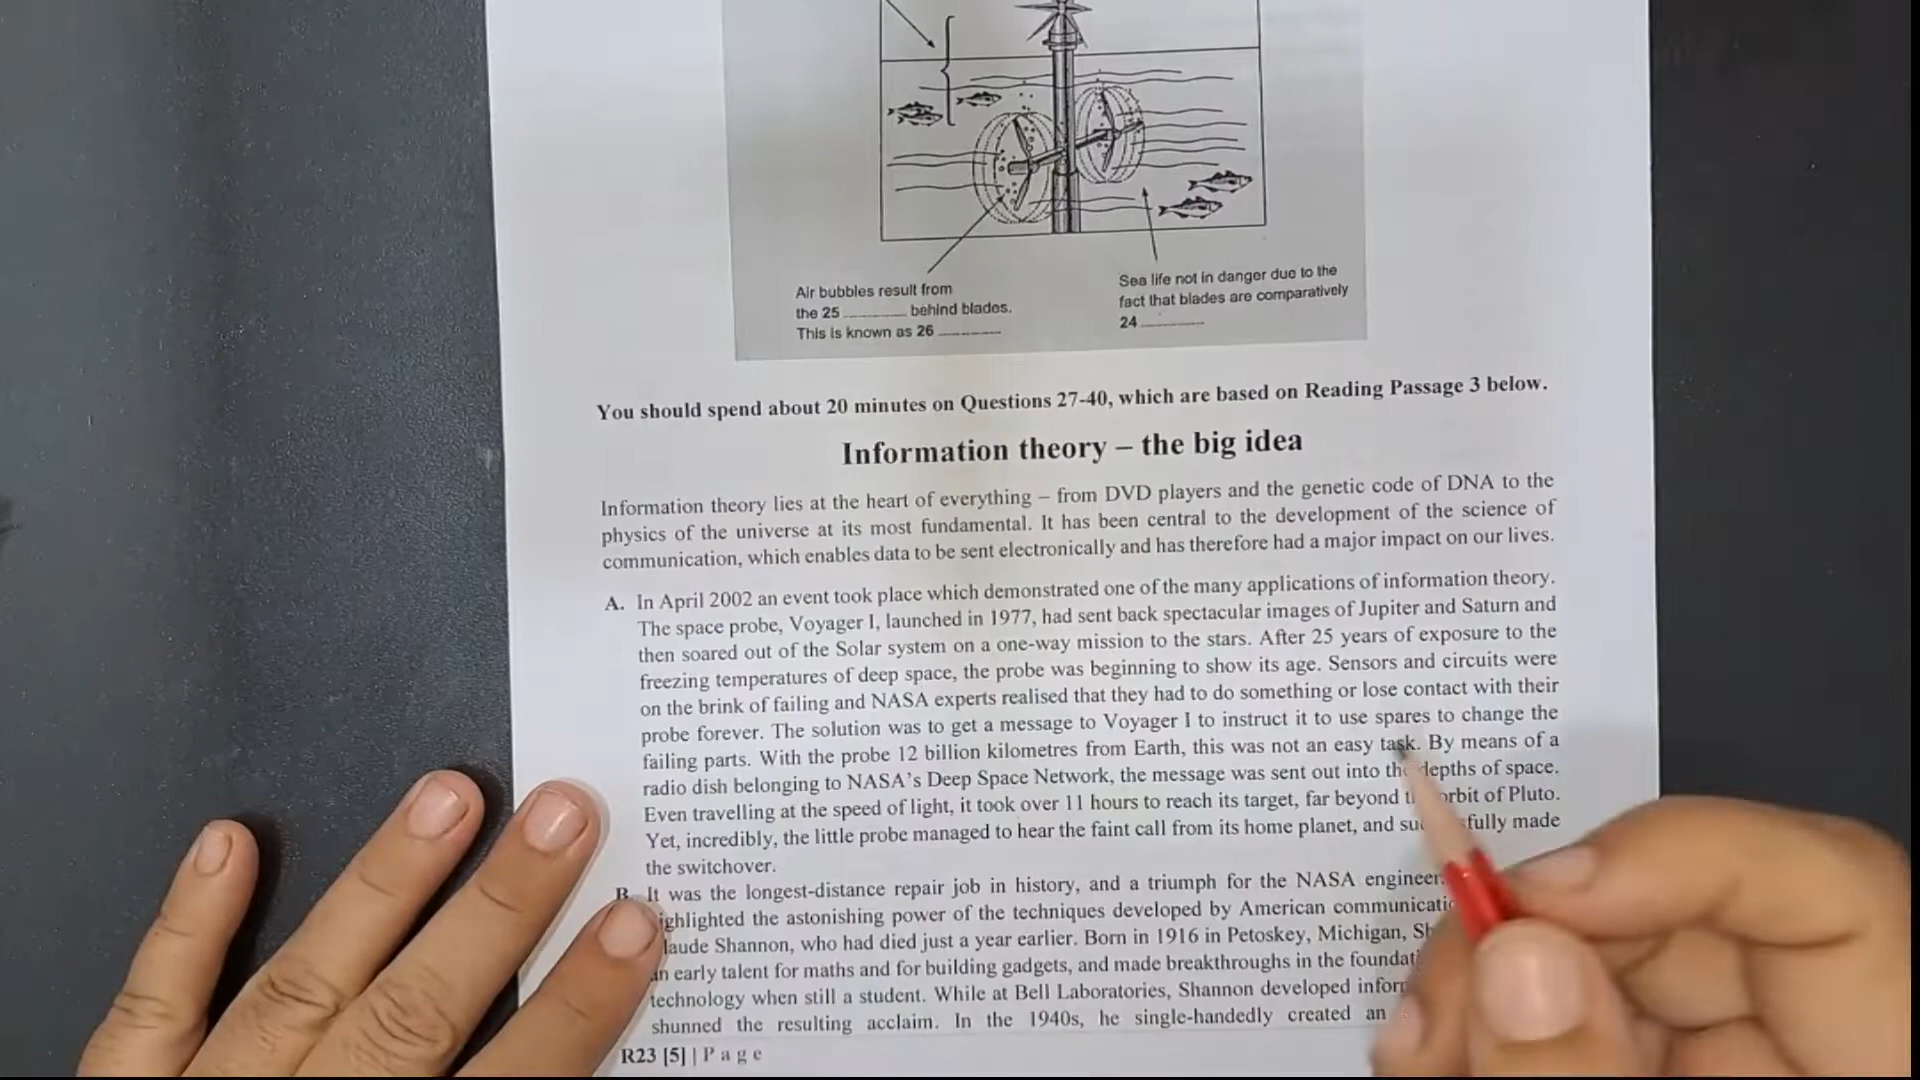 Air bubbles result from
the 25 ________ behind blades.
This is known as 26 ________
Sea life not in danger due to the
fact that blades are comparatively
24 ________
You should spend about 20 minutes on Questions 27-40, which are based on Reading Passage 3 below.
Information theory – the big idea
Information theory lies at the heart of everything – from DVD players and the genetic code of DNA to the
physics of the universe at its most fundamental. It has been central to the development of the science of
communication, which enables data to be sent electronically and has therefore had a major impact on our lives.
A. In April 2002 an event took place which demonstrated one of the many applications of information theory.
The space probe, Voyager I, launched in 1977, had sent back spectacular images of Jupiter and Saturn and
then soared out of the Solar system on a one-way mission to the stars. After 25 years of exposure to the
freezing temperatures of deep space, the probe was beginning to show its age. Sensors and circuits were
on the brink of failing and NASA experts realised that they had to do something or lose contact with their
probe forever. The solution was to get a message to Voyager I to instruct it to use spares to change the
failing parts. With the probe 12 billion kilometres from Earth, this was not an easy task. By means of a
radio dish belonging to NASA's Deep Space Network, the message was sent out into the depths of space.
Even travelling at the speed of light, it took over 11 hours to reach its target, far beyond orbit of Pluto.
Yet, incredibly, the little probe managed to hear the faint call from its home planet, and made
the switchover.
B. It was the longest-distance repair job in history, and a triumph for the NASA
the astonishing power of the techniques developed by American
Shannon, who had died just a year earlier. Born in 1916 in Petoskey, Michigan,
an early talent for maths and for building gadgets, and made breakthroughs in the
technology when still a student. While at Bell Laboratories, Shannon developed
shunned the resulting acclaim. In the 1940s, he single-handedly created an
R23 [5] | Page